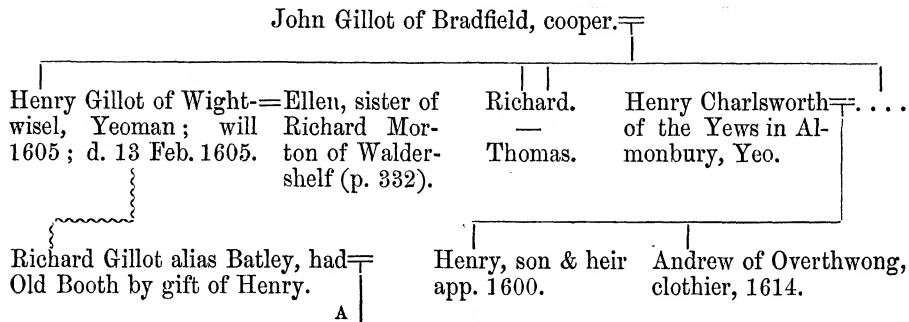 John Gillot of Bradfield, cooper.
Henry Gillot of Wight-
wisel, Yeoman; will
1605; d. 13 Feb. 1605.
=Ellen, sister of
Richard Mor-
ton of Walder-
shelf (p. 332).
Richard.
—
Thomas.
Henry Charlsworth=....
of the Yews in Al-
monbury, Yeo.
Richard Gillot alias Batley, had=
Old Booth by gift of Henry.
A
Henry, son & heir
app. 1600.
Andrew of Overthwong,
clothier, 1614.